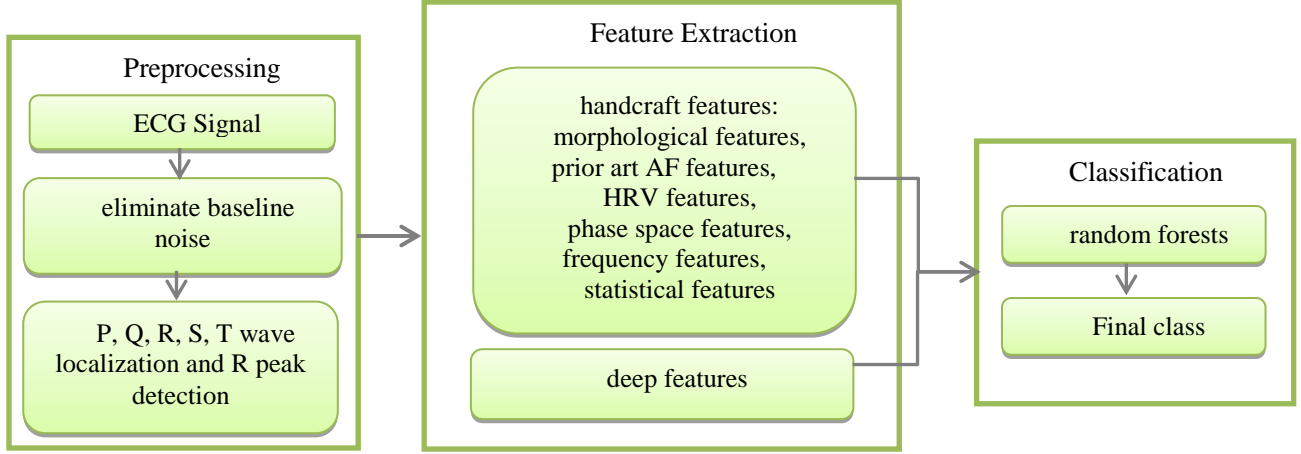 Preprocessing
ECG Signal
eliminate baseline
noise
P, Q, R, S, T wave
localization and R peak
detection
Feature Extraction
handcraft features:
morphological features,
prior art AF features,
HRV features,
phase space features,
frequency features,
statistical features
deep features
Classification
random forests
Final class